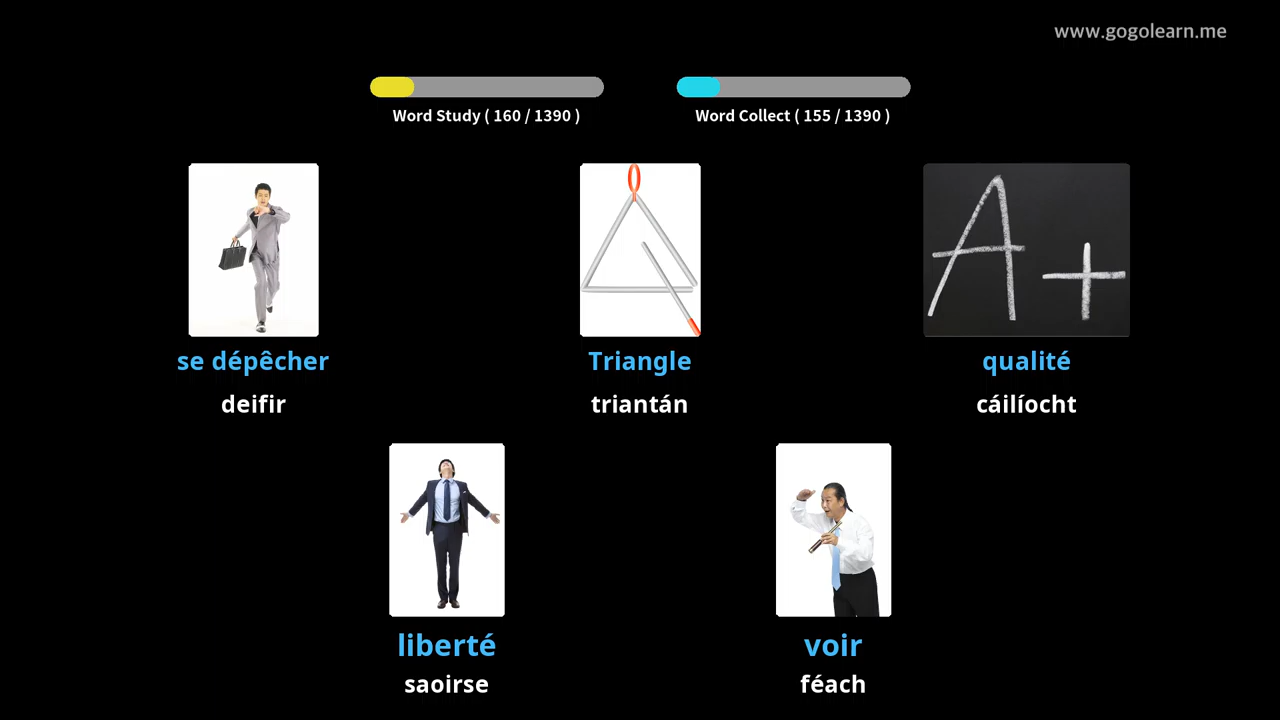 www.gogolearn.me
Word Study ( 160 / 1390 )
Word Collect ( 155 / 1390 )
A+
se dépêcher
Triangle
qualité
deifir
triantán
cáilíocht
liberté
voir
saoirse
féach